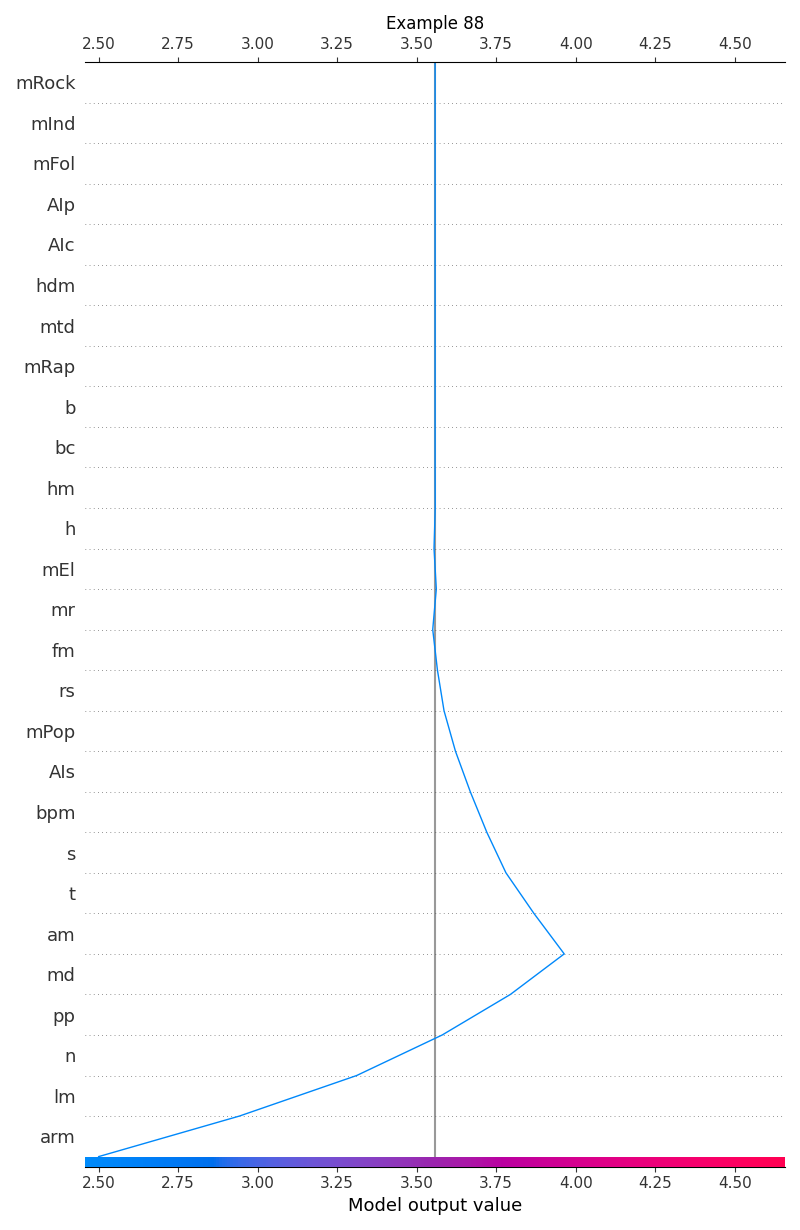 Example 88
2.50 2.75 3.00 3.25 3.50 3.75 4.00 4.25 4.50
mRock
mInd
mFol
AIp
AIc
hdm
mtd
mRap
b
bc
hm
h
mEl
mr
fm
rs
mPop
AIs
bpm
s
t
am
md
pp
n
lm
arm
2.50 2.75 3.00 3.25 3.50 3.75 4.00 4.25 4.50
Model output value